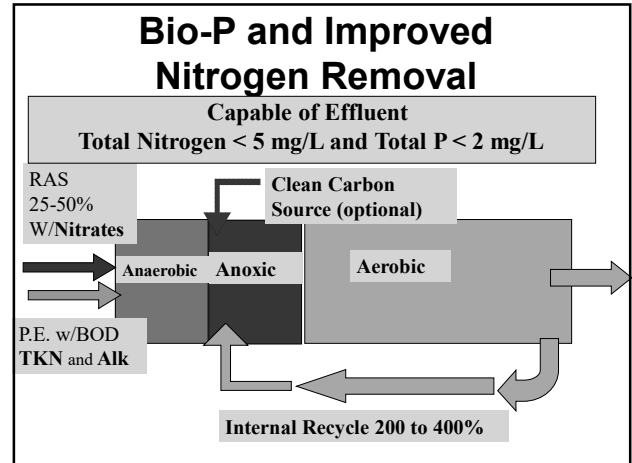 Bio-P and Improved
Nitrogen Removal
Capable of Effluent
Total Nitrogen < 5 mg/L and Total P < 2 mg/L
RAS
25-50%
W/Nitrates
Clean Carbon
Source (optional)
Anaerobic
Anoxic
Aerobic
P.E. w/BOD
TKN and Alk
Internal Recycle 200 to 400%